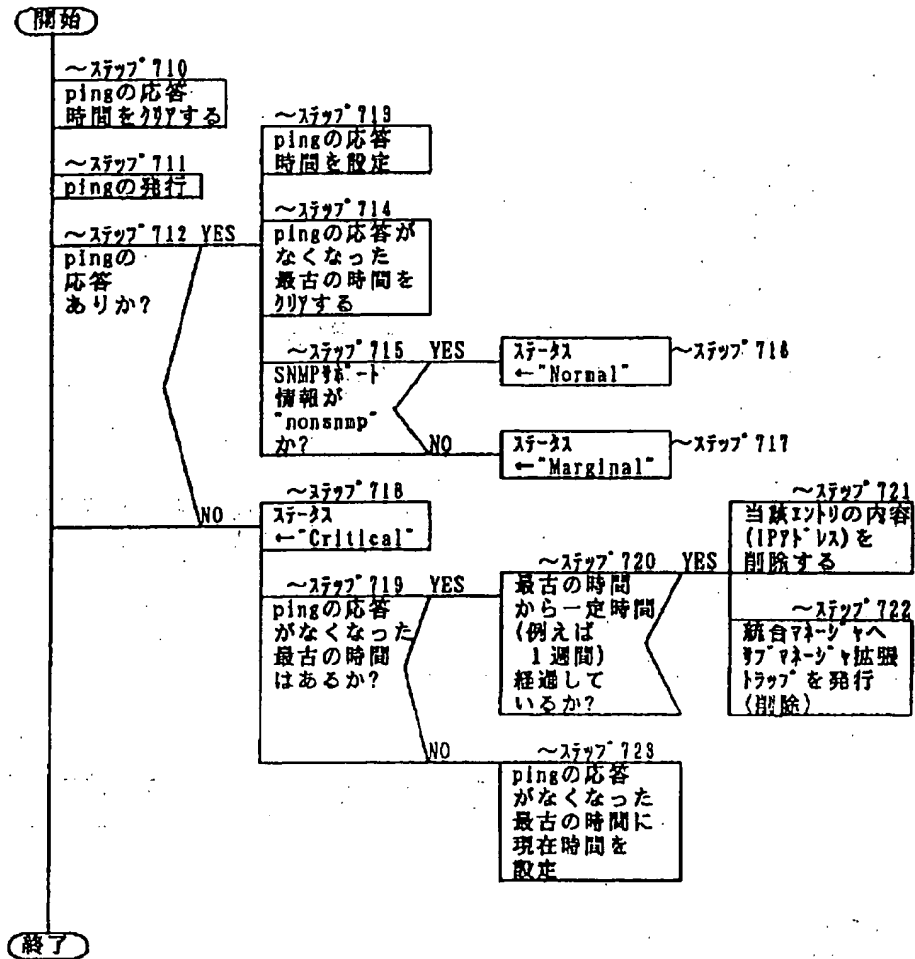 開始
～ステップ710
pingの応答
時間をクリアする
～ステップ711
pingの発行
～ステップ712 YES
pingの
応答
ありか?
NO
～ステップ713
pingの応答
時間を設定
～ステップ714
pingの応答が
なくなった
最古の時間を
クリアする
～ステップ715 YES
SNMPサポート
情報が
"nonsnmp"
か?
NO
ステータス
←"Normal"
～ステップ716
ステータス
←"Marginal"
～ステップ717
～ステップ718
ステータス
←"Critical"
～ステップ719 YES
pingの応答
がなくなった
最古の時間
はあるか?
NO
～ステップ720 YES
最古の時間
から一定時間
(例えば
1週間)
経過して
いるか?
～ステップ721
当該エントリの内容
(IPアドレス)を
削除する
～ステップ722
統合マネージャへ
サブマネージャ拡張
トラップを発行
(削除)
～ステップ723
pingの応答
がなくなった
最古の時間に
現在時間を
設定
終了